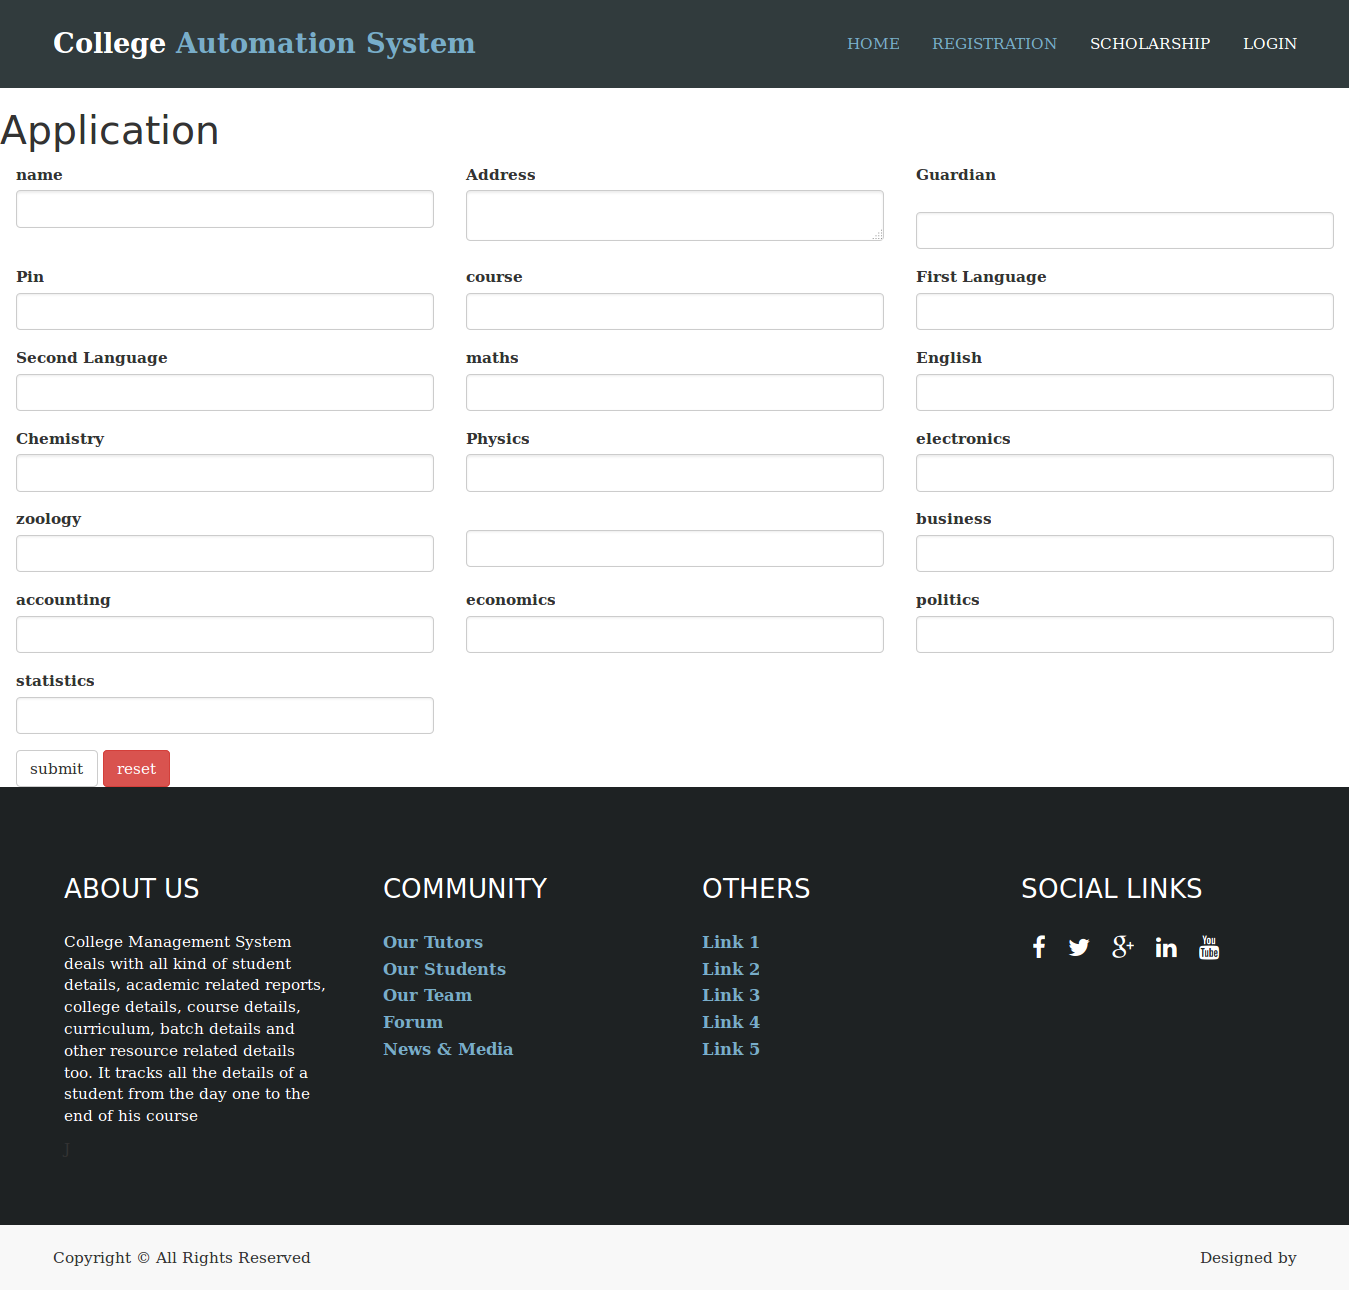 College Automation System
HOME REGISTRATION SCHOLARSHIP LOGIN
Application
name Address Guardian
Pin course First Language
Second Language maths English
Chemistry Physics electronics
zoology business
accounting economics politics
statistics
submit reset
ABOUT US
College Management System
deals with all kind of student
details, academic related reports,
college details, course details,
curriculum, batch details and
other resource related details
too. It tracks all the details of a
student from the day one to the
end of his course
J
COMMUNITY
Our Tutors
Our Students
Our Team
Forum
News & Media
OTHERS
Link 1
Link 2
Link 3
Link 4
Link 5
SOCIAL LINKS
You
Tube
Copyright © All Rights Reserved
Designed by